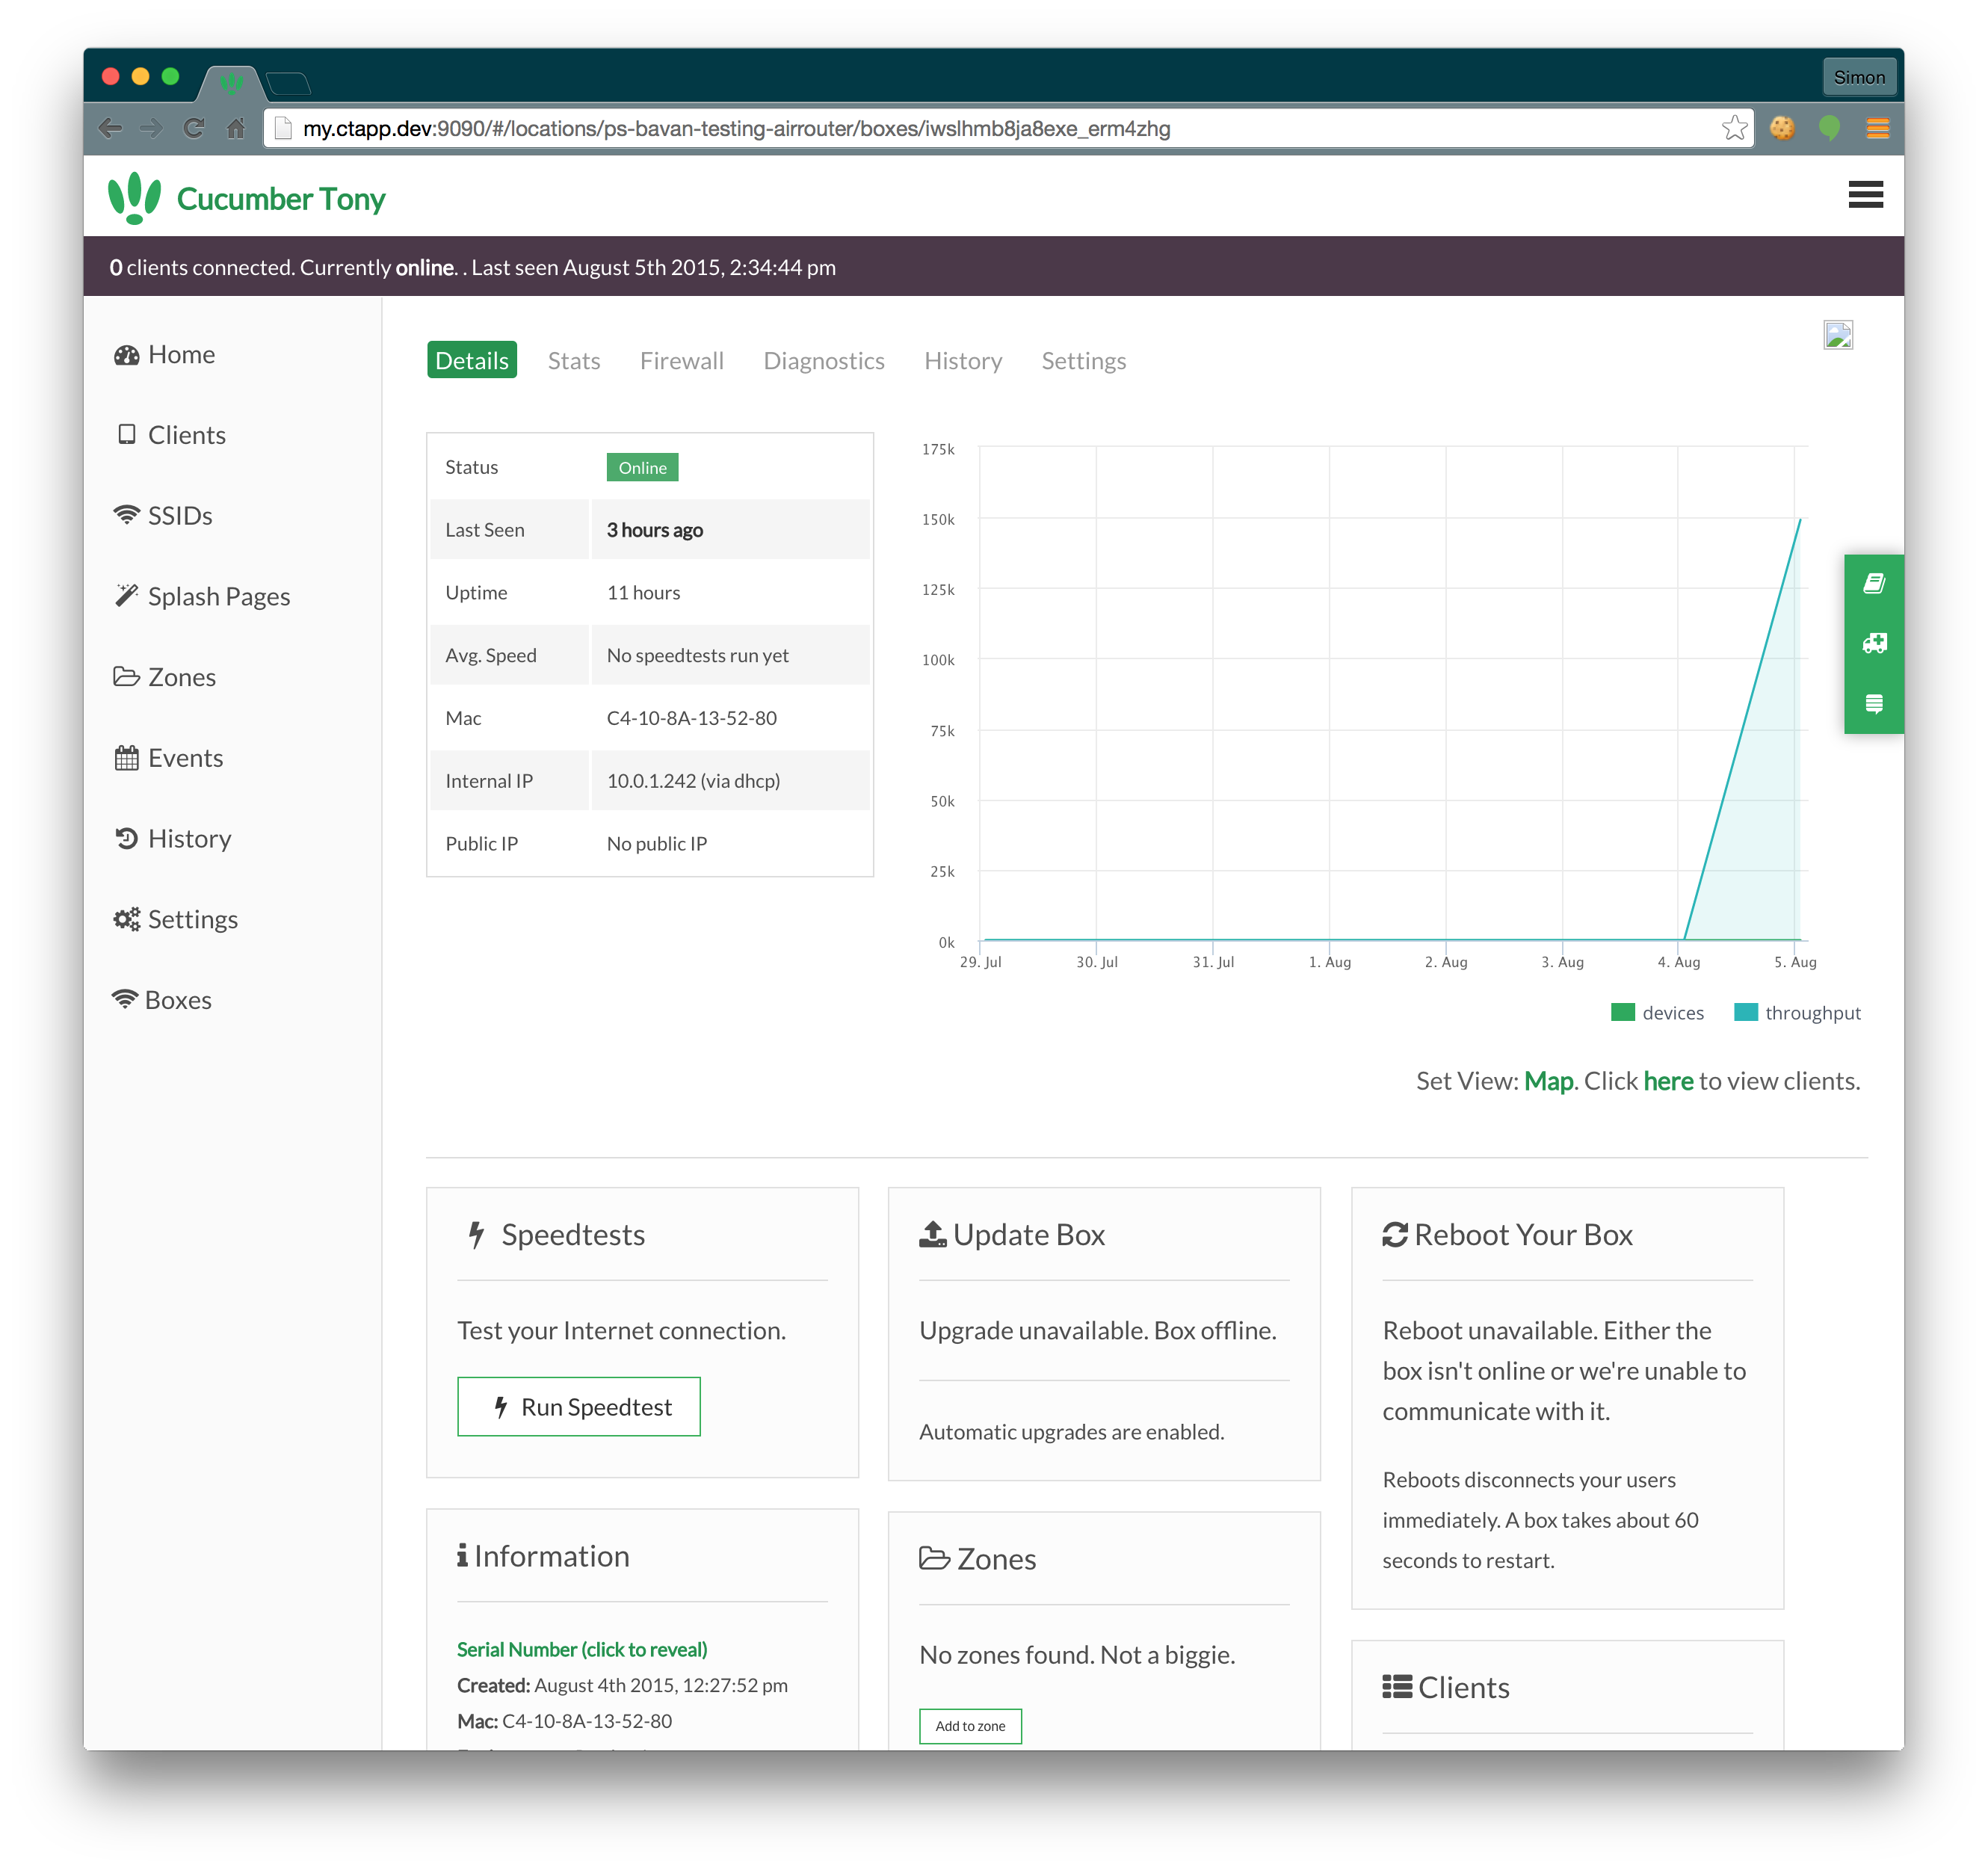 Simon
my.ctapp.dev:9090/#/locations/ps-bavan-testing-airrouter/boxes/iwslhmb8ja8exe_erm4zhg
Cucumber Tony
0 clients connected. Currently online. . Last seen August 5th 2015, 2:34:44 pm
Home
Clients
SSIDs
Splash Pages
Zones
Events
History
Settings
Boxes
Details Stats Firewall Diagnostics History Settings
Status Online
Last Seen 3 hours ago
Uptime 11 hours
Avg. Speed No speedtests run yet
Mac C4-10-8A-13-52-80
Internal IP 10.0.1.242 (via dhcp)
Public IP No public IP
175k
150k
125k
100k
75k
50k
25k
0k
29. Jul 30. Jul 31. Jul 1. Aug 2. Aug 3. Aug 4. Aug 5. Aug
devices throughput
Set View: Map. Click here to view clients.
Speedtests
Test your Internet connection.
Run Speedtest
Information
Serial Number (click to reveal)
Created: August 4th 2015, 12:27:52 pm
Mac: C4-10-8A-13-52-80
Update Box
Upgrade unavailable. Box offline.
Automatic upgrades are enabled.
Zones
No zones found. Not a biggie.
Add to zone
Reboot Your Box
Reboot unavailable. Either the
box isn't online or we're unable to
communicate with it.
Reboots disconnects your users
immediately. A box takes about 60
seconds to restart.
Clients